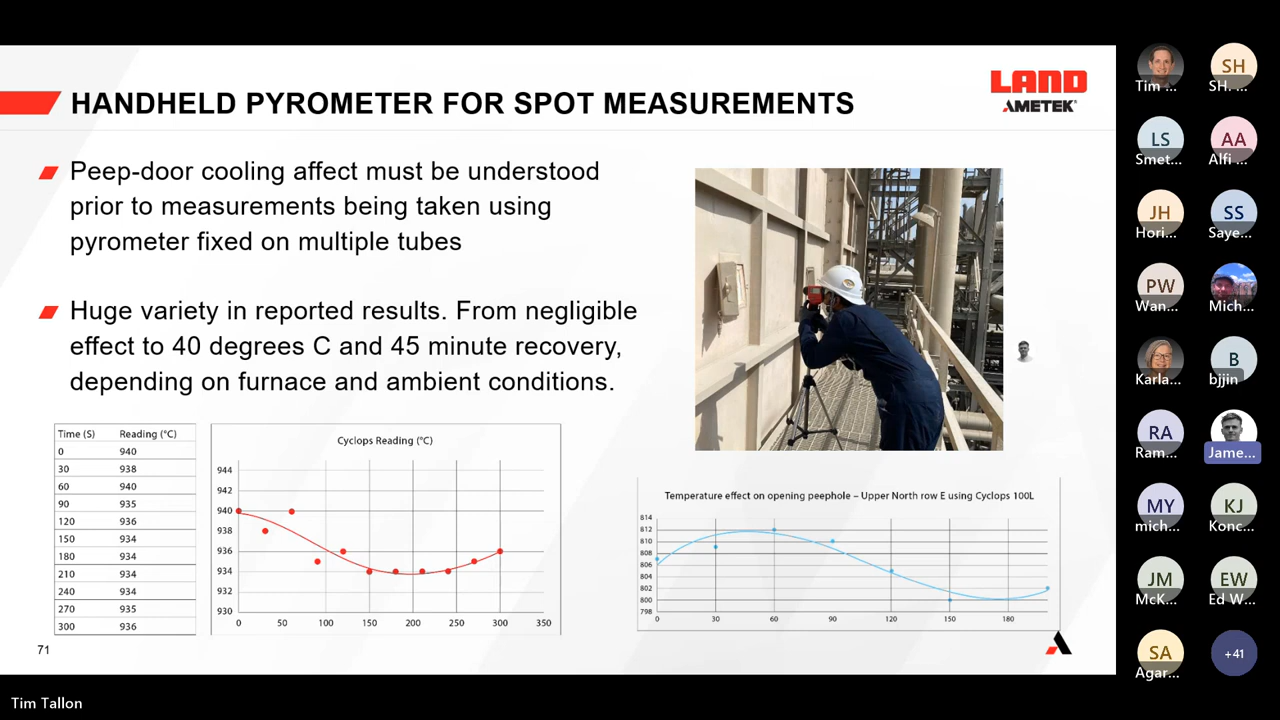 HANDHELD PYROMETER FOR SPOT MEASUREMENTS
LAND
AMETEK®
Peep-door cooling affect must be understood
prior to measurements being taken using
pyrometer fixed on multiple tubes
Huge variety in reported results. From negligible
effect to 40 degrees C and 45 minute recovery,
depending on furnace and ambient conditions.
Time (S) Reading (°C)
0 940
30 938
60 940
90 935
120 936
150 934
180 934
210 934
240 934
270 935
300 936
Cyclops Reading (°C)
944
942
940
938
936
934
932
930
0 50 100 150 200 250 300 350
Temperature effect on opening peephole – Upper North row E using Cyclops 100L
814
812
810
808
806
804
802
800
798
0 30 60 90 120 150 180
71
Tim ...
SH
SH. ...
LS
Smet...
AA
Alfi ...
JH
Hori...
SS
Saye...
PW
Wan...
Mich...
Karla...
B
bjjin
RA
Ram...
Jame...
MY
mich...
KJ
Konc...
JM
McK...
EW
Ed W...
SA
Agar...
+41
Tim Tallon